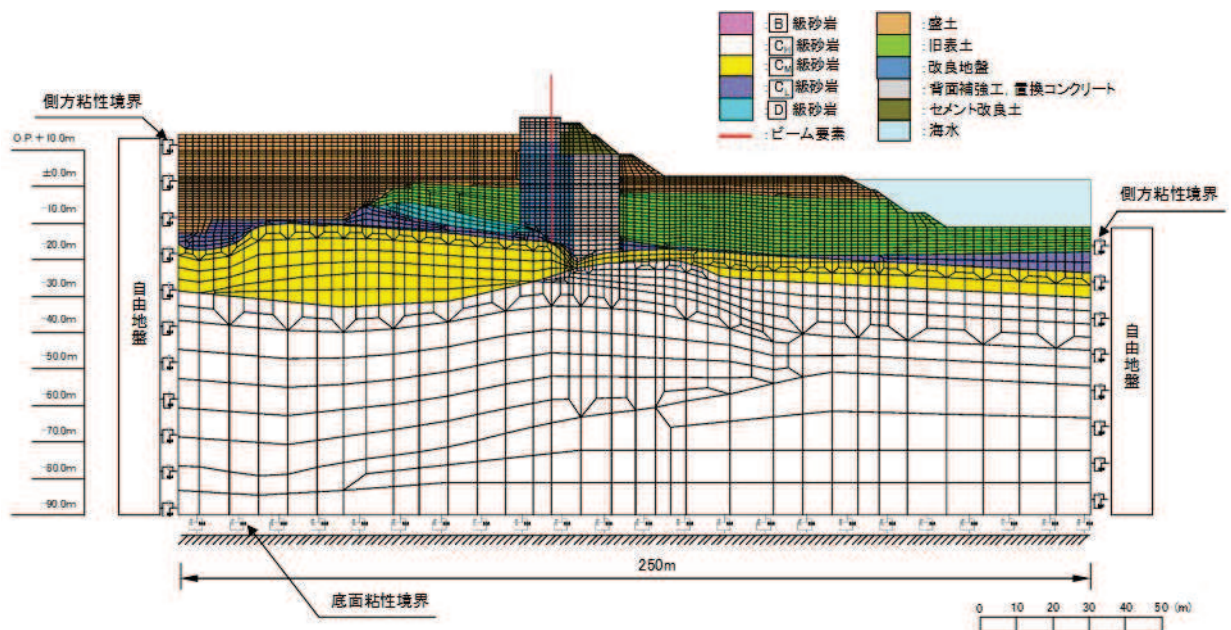 B 級砂岩
CH 級砂岩
CM 級砂岩
CL 級砂岩
D 級砂岩
:ビーム要素
:盛土
:旧表土
:改良地盤
:背面補強工, 置換コンクリート
:セメント改良土
:海水
側方粘性境界
O.P.+10.0m
±0.0m
-10.0m
-20.0m
-30.0m
-40.0m
-50.0m
-60.0m
-70.0m
-80.0m
-90.0m
自由地盤
側方粘性境界
自由地盤
250m
底面粘性境界
0 10 20 30 40 50 (m)